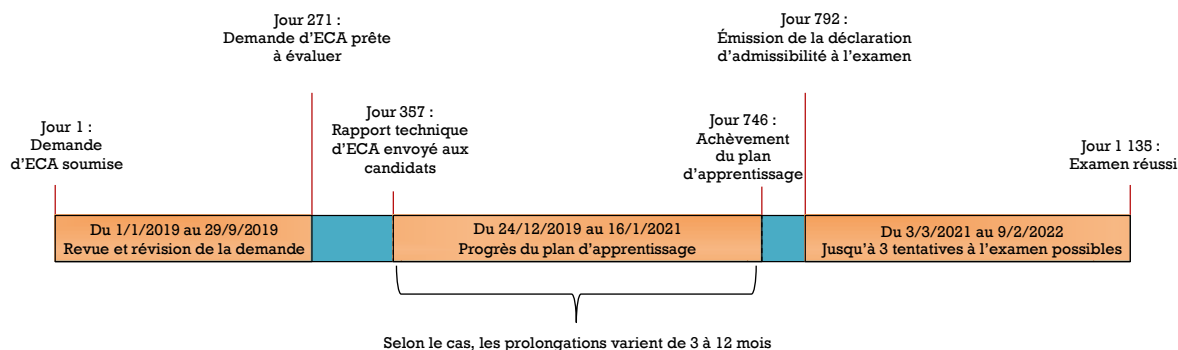 Jour 271 :
Demande d'ECA prête
à évaluer
Jour 792 :
Émission de la déclaration
d'admissibilité à l'examen
Jour 1 :
Demande
d'ECA soumise
Jour 357 :
Rapport technique
d'ECA envoyé aux
candidats
Jour 746 :
Achèvement
du plan
d'apprentissage
Jour 1 135 :
Examen réussi
Du 1/1/2019 au 29/9/2019
Revue et révision de la demande
Du 24/12/2019 au 16/1/2021
Progrès du plan d'apprentissage
Du 3/3/2021 au 9/2/2022
Jusqu'à 3 tentatives à l'examen possibles
Selon le cas, les prolongations varient de 3 à 12 mois